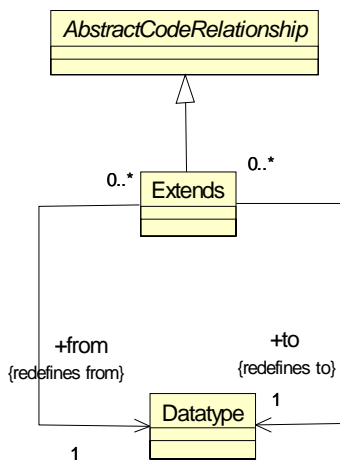 AbstractCodeRelationship
0..*
0..*
Extends
+from
{redefines from}
+to
{redefines to}
Datatype
1
1